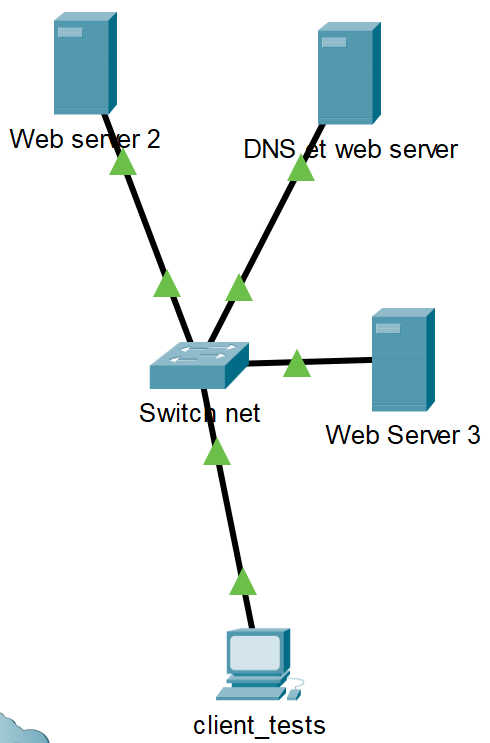 Web server 2
DNS et web server
Switch net
Web Server 3
client_tests